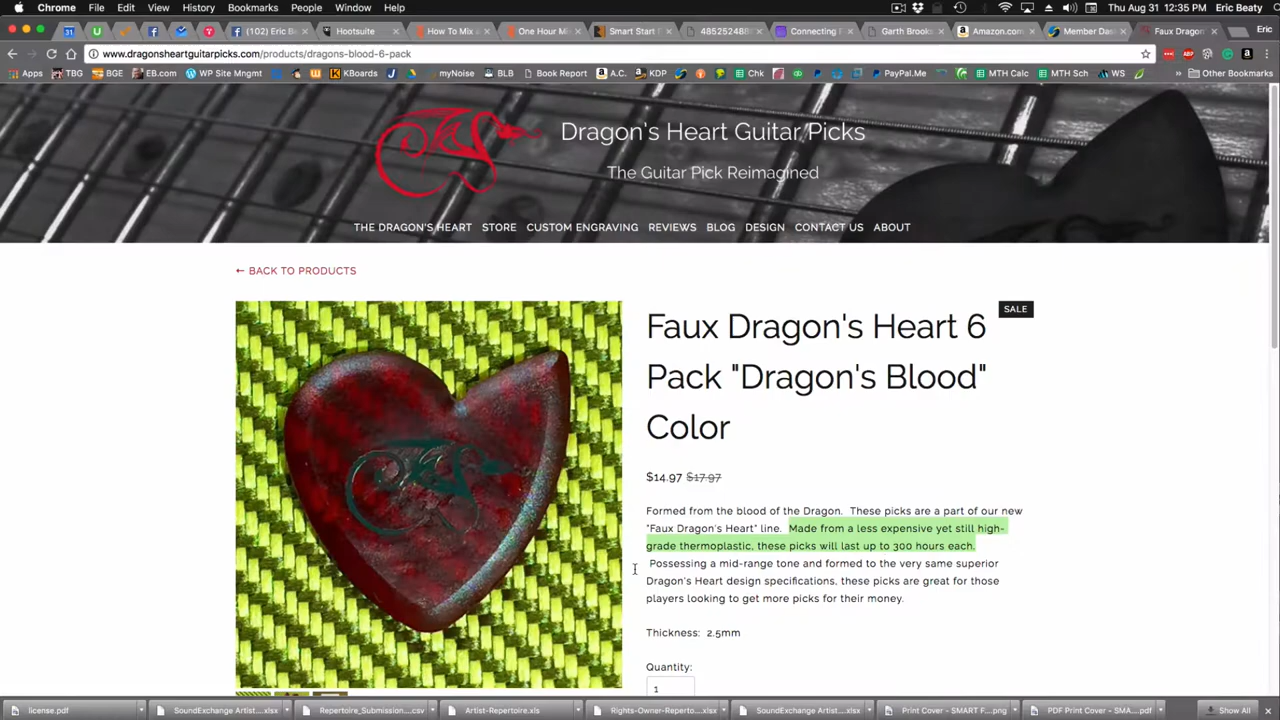 Chrome File Edit View History Bookmarks People Window Help Thu Aug 31 12:35 PM Eric Beaty
(102) Eric B Hootsuite How To Mix One Hour Mi Smart Start 485252488 Connecting Garth Brooks Amazon.com Member Das Faux Dragon Eric
www.dragonsheartguitarpicks.com/products/dragons-blood-6-pack
Apps TBG BGE EB.com WP Site Mngmt KBoards myNoise BLB Book Report A.C. KDP Chk PayPal.Me MTH Calc MTH Sch WS » Other Bookmarks
Dragon's Heart Guitar Picks
The Guitar Pick Reimagined
THE DRAGON'S HEART STORE CUSTOM ENGRAVING REVIEWS BLOG DESIGN CONTACT US ABOUT
← BACK TO PRODUCTS
SALE
Faux Dragon's Heart 6
Pack "Dragon's Blood"
Color
$14.97 $17.97
Formed from the blood of the Dragon. These picks are a part of our new
"Faux Dragon's Heart" line. Made from a less expensive yet still high-
grade thermoplastic, these picks will last up to 300 hours each.
Possessing a mid-range tone and formed to the very same superior
Dragon's Heart design specifications, these picks are great for those
players looking to get more picks for their money.
Thickness: 2.5mm
Quantity:
1
license.pdf SoundExchange Artist....xlsx Repertoire_Submission....csv Artist-Repertoire.xls Rights-Owner-Reperto....xlsx SoundExchange Artist....xlsx Print Cover - SMART F....png PDF Print Cover - SMA....pdf Show All